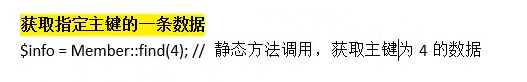 获取指定主键的一条数据
$info = Member::find(4); // 静态方法调用，获取主键为 4 的数据